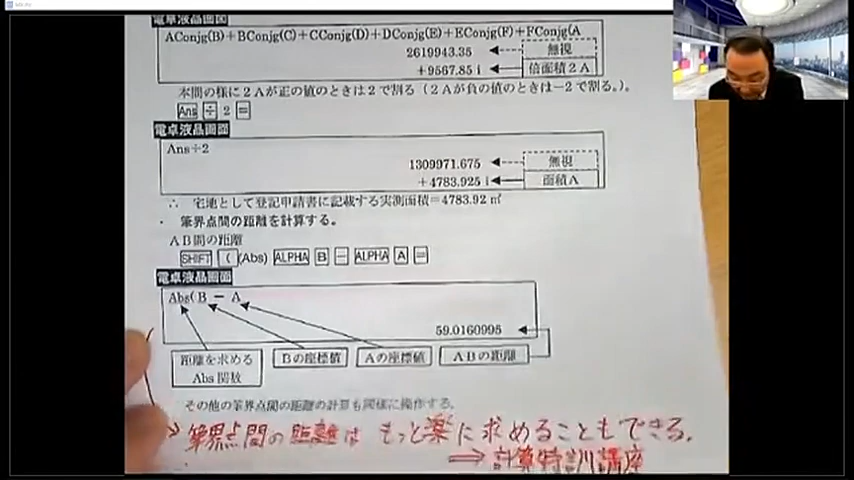 電卓液晶画面
AConjg(B)+BConjg(C)+CConjg(D)+DConjg(E)+EConjg(F)+FConjg(A
2619943.35 無視
+9567.85 i 倍面積2A
本問の様に2Aが正の値のときは2で割る(2Aが負の値のときは−2で割る。)。
Ans ÷ 2 =
電卓液晶画面
Ans÷2
1309971.675 無視
+4783.925 i 面積A
∴ 宅地として登記申請書に記載する実測面積=4783.92 ㎡
・ 筆界点間の距離を計算する。
AB間の距離
SHIFT ( (Abs) ALPHA B − ALPHA A =
電卓液晶画面
Abs(B − A
59.0160995
距離を求める Bの座標値 Aの座標値 ABの距離
Abs 関数
その他の筆界点間の距離の計算も同様に操作する。
筆界点間の距離は もっと楽に求めることもできる。
⇒ 計算特訓講座